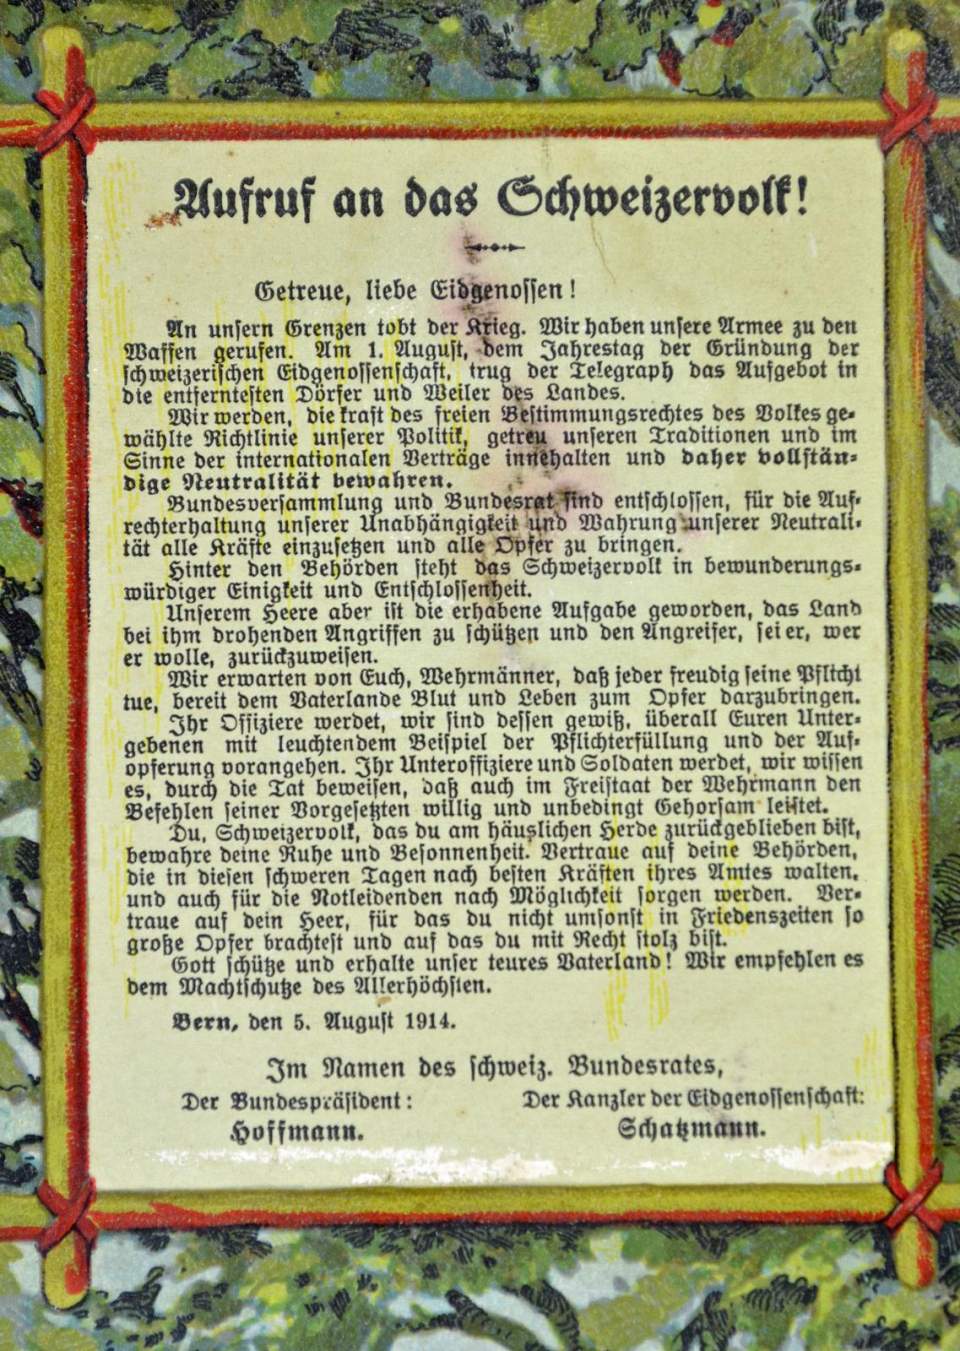 Aufruf an das Schweizervolk!
Getreue, liebe Eidgenossen!
An unsern Grenzen tobt der Krieg. Wir haben unsere Armee zu den
Waffen gerufen. Am 1. August, dem Jahrestag der Gründung der
schweizerischen Eidgenossenschaft, trug der Telegraph das Aufgebot in
die entferntesten Dörfer und Weiler des Landes.
Wir werden, die kraft des freien Bestimmungsrechtes des Volkes ge-
wählte Richtlinie unserer Politik, getreu unseren Traditionen und im
Sinne der internationalen Verträge innehalten und daher vollstän-
dige Neutralität bewahren.
Bundesversammlung und Bundesrat sind entschlossen, für die Auf-
rechterhaltung unserer Unabhängigkeit und Wahrung unserer Neutrali-
tät alle Kräfte einzusetzen und alle Opfer zu bringen.
Hinter den Behörden steht das Schweizervolk in bewunderungs-
würdiger Einigkeit und Entschlossenheit.
Unserem Heere aber ist die erhabene Aufgabe geworden, das Land
bei ihm drohenden Angriffen zu schützen und den Angreifer, sei er, wer
er wolle, zurückzuweisen.
Wir erwarten von Euch, Wehrmänner, daß jeder freudig seine Pflicht
tue, bereit dem Vaterlande Blut und Leben zum Opfer darzubringen.
Ihr Offiziere werdet, wir sind dessen gewiß, überall Euren Unter-
gebenen mit leuchtendem Beispiel der Pflichterfüllung und der Auf-
opferung vorangehen. Ihr Unteroffiziere und Soldaten werdet, wir wissen
es, durch die Tat beweisen, daß auch im Freistaat der Wehrmann den
Befehlen seiner Vorgesetzten willig und unbedingt Gehorsam leistet.
Du, Schweizervolk, das du am häuslichen Herde zurückgeblieben bist,
bewahre deine Ruhe und Besonnenheit. Vertraue auf deine Behörden,
die in diesen schweren Tagen nach besten Kräften ihres Amtes walten,
und auch für die Notleidenden nach Möglichkeit sorgen werden. Ver-
traue auf dein Heer, für das du nicht umsonst in Friedenszeiten so
große Opfer brachtest und auf das du mit Recht stolz bist.
Gott schütze und erhalte unser teures Vaterland! Wir empfehlen es
dem Machtschutze des Allerhöchsten.
Bern, den 5. August 1914.
Im Namen des schweiz. Bundesrates,
Der Bundespräsident:
Hoffmann.
Der Kanzler der Eidgenossenschaft:
Schatzmann.